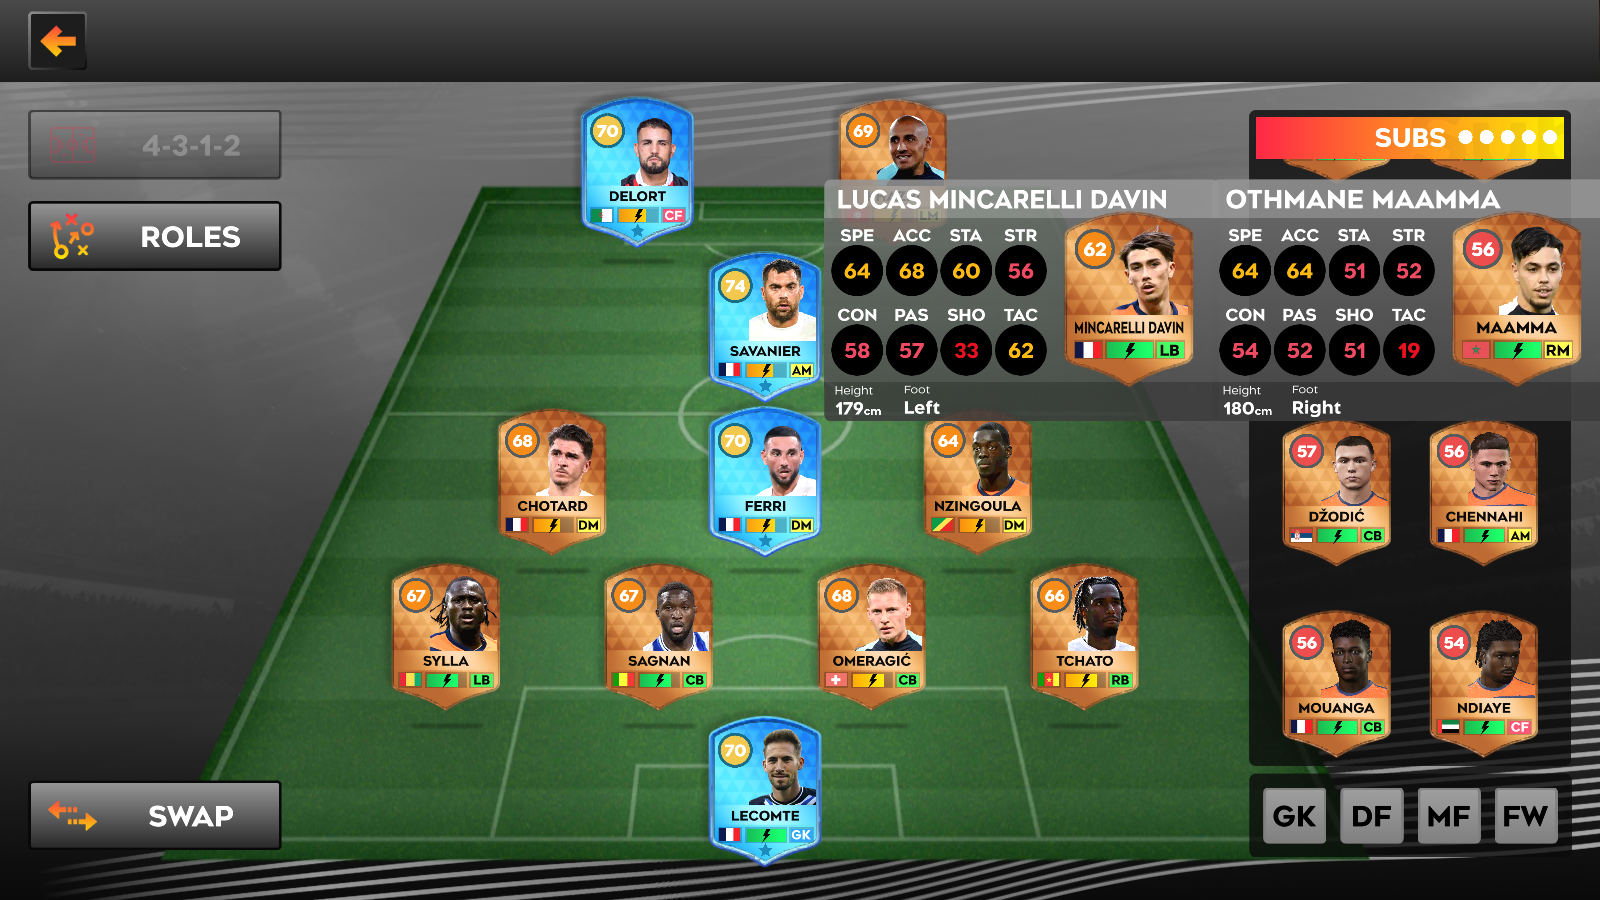 SUBS
4-3-1-2
ROLES
70
DELORT
CF
69
LM
LUCAS MINCARELLI DAVIN
SPE ACC STA STR
64 68 60 56
CON PAS SHO TAC
58 57 33 62
Height Foot
179cm Left
62
MINCARELLI DAVIN
LB
OTHMANE MAAMMA
SPE ACC STA STR
64 64 51 52
CON PAS SHO TAC
54 52 51 19
Height Foot
180cm Right
56
MAAMMA
RM
74
SAVANIER
AM
68
CHOTARD
DM
70
FERRI
DM
64
NZINGOULA
DM
57
DŽODIĆ
CB
56
CHENNAHI
AM
67
SYLLA
LB
67
SAGNAN
CB
68
OMERAGIĆ
CB
66
TCHATO
RB
56
MOUANGA
CB
54
NDIAYE
CF
70
LECOMTE
GK
SWAP
GK DF MF FW